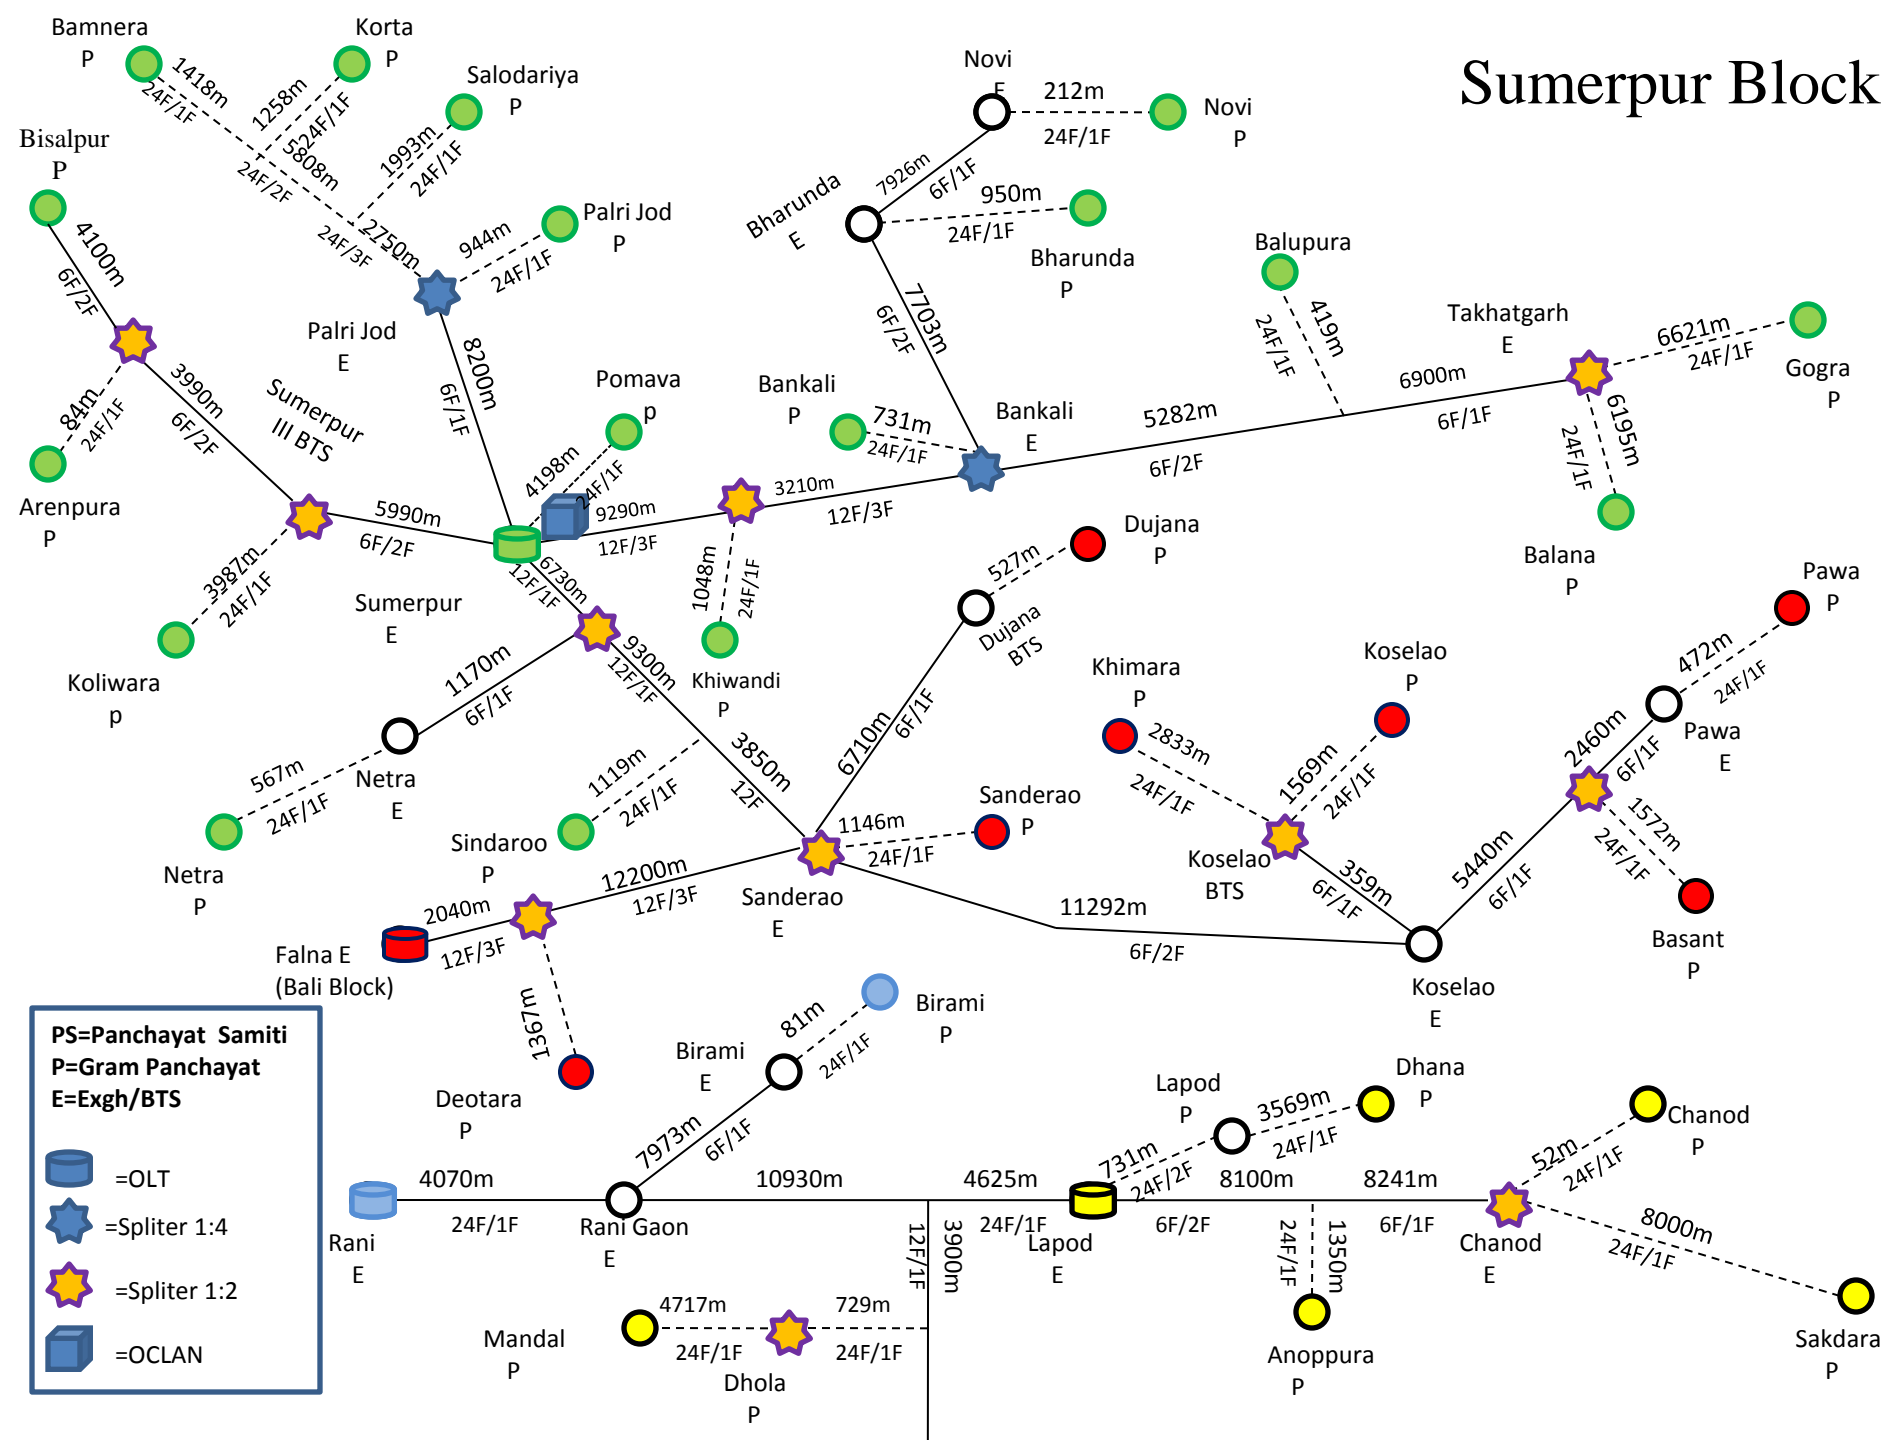 Sumerpur Block
Bamnera
P
Korta
P
Salodariya
P
Bisalpur
P
1418m
24F/1F
1258m
24F/1F
5808m
24F/2F
1993m
24F/1F
2750m
24F/3F
Palri Jod
P
944m
24F/1F
4100m
6F/2F
Palri Jod
E
8200m
6F/1F
Novi
E
212m
24F/1F
Novi
P
7926m
6F/1F
Bharunda
E
950m
24F/1F
Bharunda
P
7703m
6F/2F
Balupura
419m
24F/1F
Takhatgarh
E
6621m
24F/1F
Gogra
P
6900m
6F/1F
6195m
24F/1F
Balana
P
5282m
6F/2F
Bankali
E
Bankali
P
731m
24F/1F
Pomava
p
4198m
24F/1F
9290m
12F/3F
3210m
12F/3F
1048m
24F/1F
Khiwandi
P
3990m
6F/2F
Sumerpur
III BTS
84m
24F/1F
Arenpura
P
5990m
6F/2F
3987m
24F/1F
Koliwara
p
Sumerpur
E
6730m
12F/1F
1170m
6F/1F
9300m
12F/1F
Netra
E
567m
24F/1F
Netra
P
1119m
24F/1F
Sindaroo
P
3850m
12F
6710m
6F/1F
Dujana
BTS
527m
Dujana
P
Sanderao
P
1146m
24F/1F
Sanderao
E
12200m
12F/3F
2040m
12F/3F
Falna E
(Bali Block)
1367m
Deotara
P
11292m
6F/2F
Khimara
P
2833m
24F/1F
Koselao
P
1569m
24F/1F
Koselao
BTS
359m
6F/1F
Koselao
E
5440m
6F/1F
2460m
6F/1F
Pawa
E
472m
24F/1F
Pawa
P
1572m
24F/1F
Basant
P
Birami
P
81m
24F/1F
Birami
E
7973m
6F/1F
Rani
E
4070m
24F/1F
Rani Gaon
E
10930m
4625m
24F/1F
12F/1F
3900m
Lapod
E
731m
24F/2F
Lapod
P
3569m
24F/1F
Dhana
P
8100m
6F/2F
8241m
6F/1F
24F/1F
1350m
Anoppura
P
Chanod
E
52m
24F/1F
Chanod
P
8000m
24F/1F
Sakdara
P
Mandal
P
4717m
24F/1F
729m
24F/1F
Dhola
P
PS=Panchayat Samiti
P=Gram Panchayat
E=Exgh/BTS
=OLT
=Spliter 1:4
=Spliter 1:2
=OCLAN